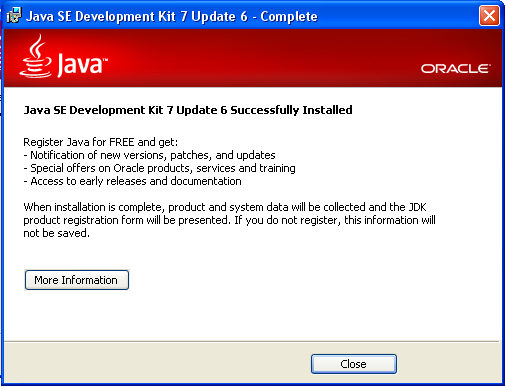 Java SE Development Kit 7 Update 6 - Complete
Java™
ORACLE®
Java SE Development Kit 7 Update 6 Successfully Installed
Register Java for FREE and get:
- Notification of new versions, patches, and updates
- Special offers on Oracle products, services and training
- Access to early releases and documentation
When installation is complete, product and system data will be collected and the JDK
product registration form will be presented. If you do not register, this information will
not be saved.
More Information
Close